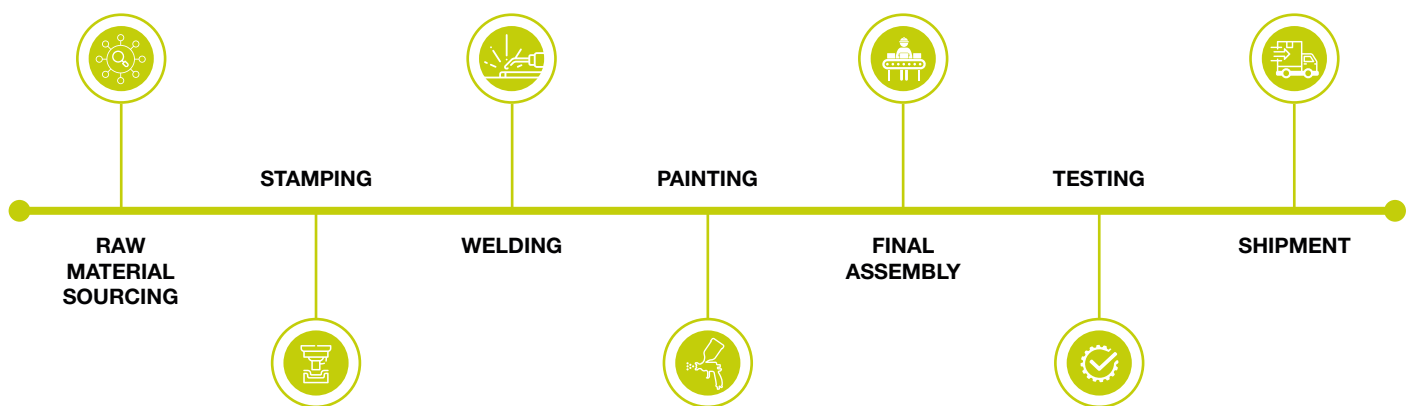 RAW
MATERIAL
SOURCING
STAMPING
WELDING
PAINTING
FINAL
ASSEMBLY
TESTING
SHIPMENT